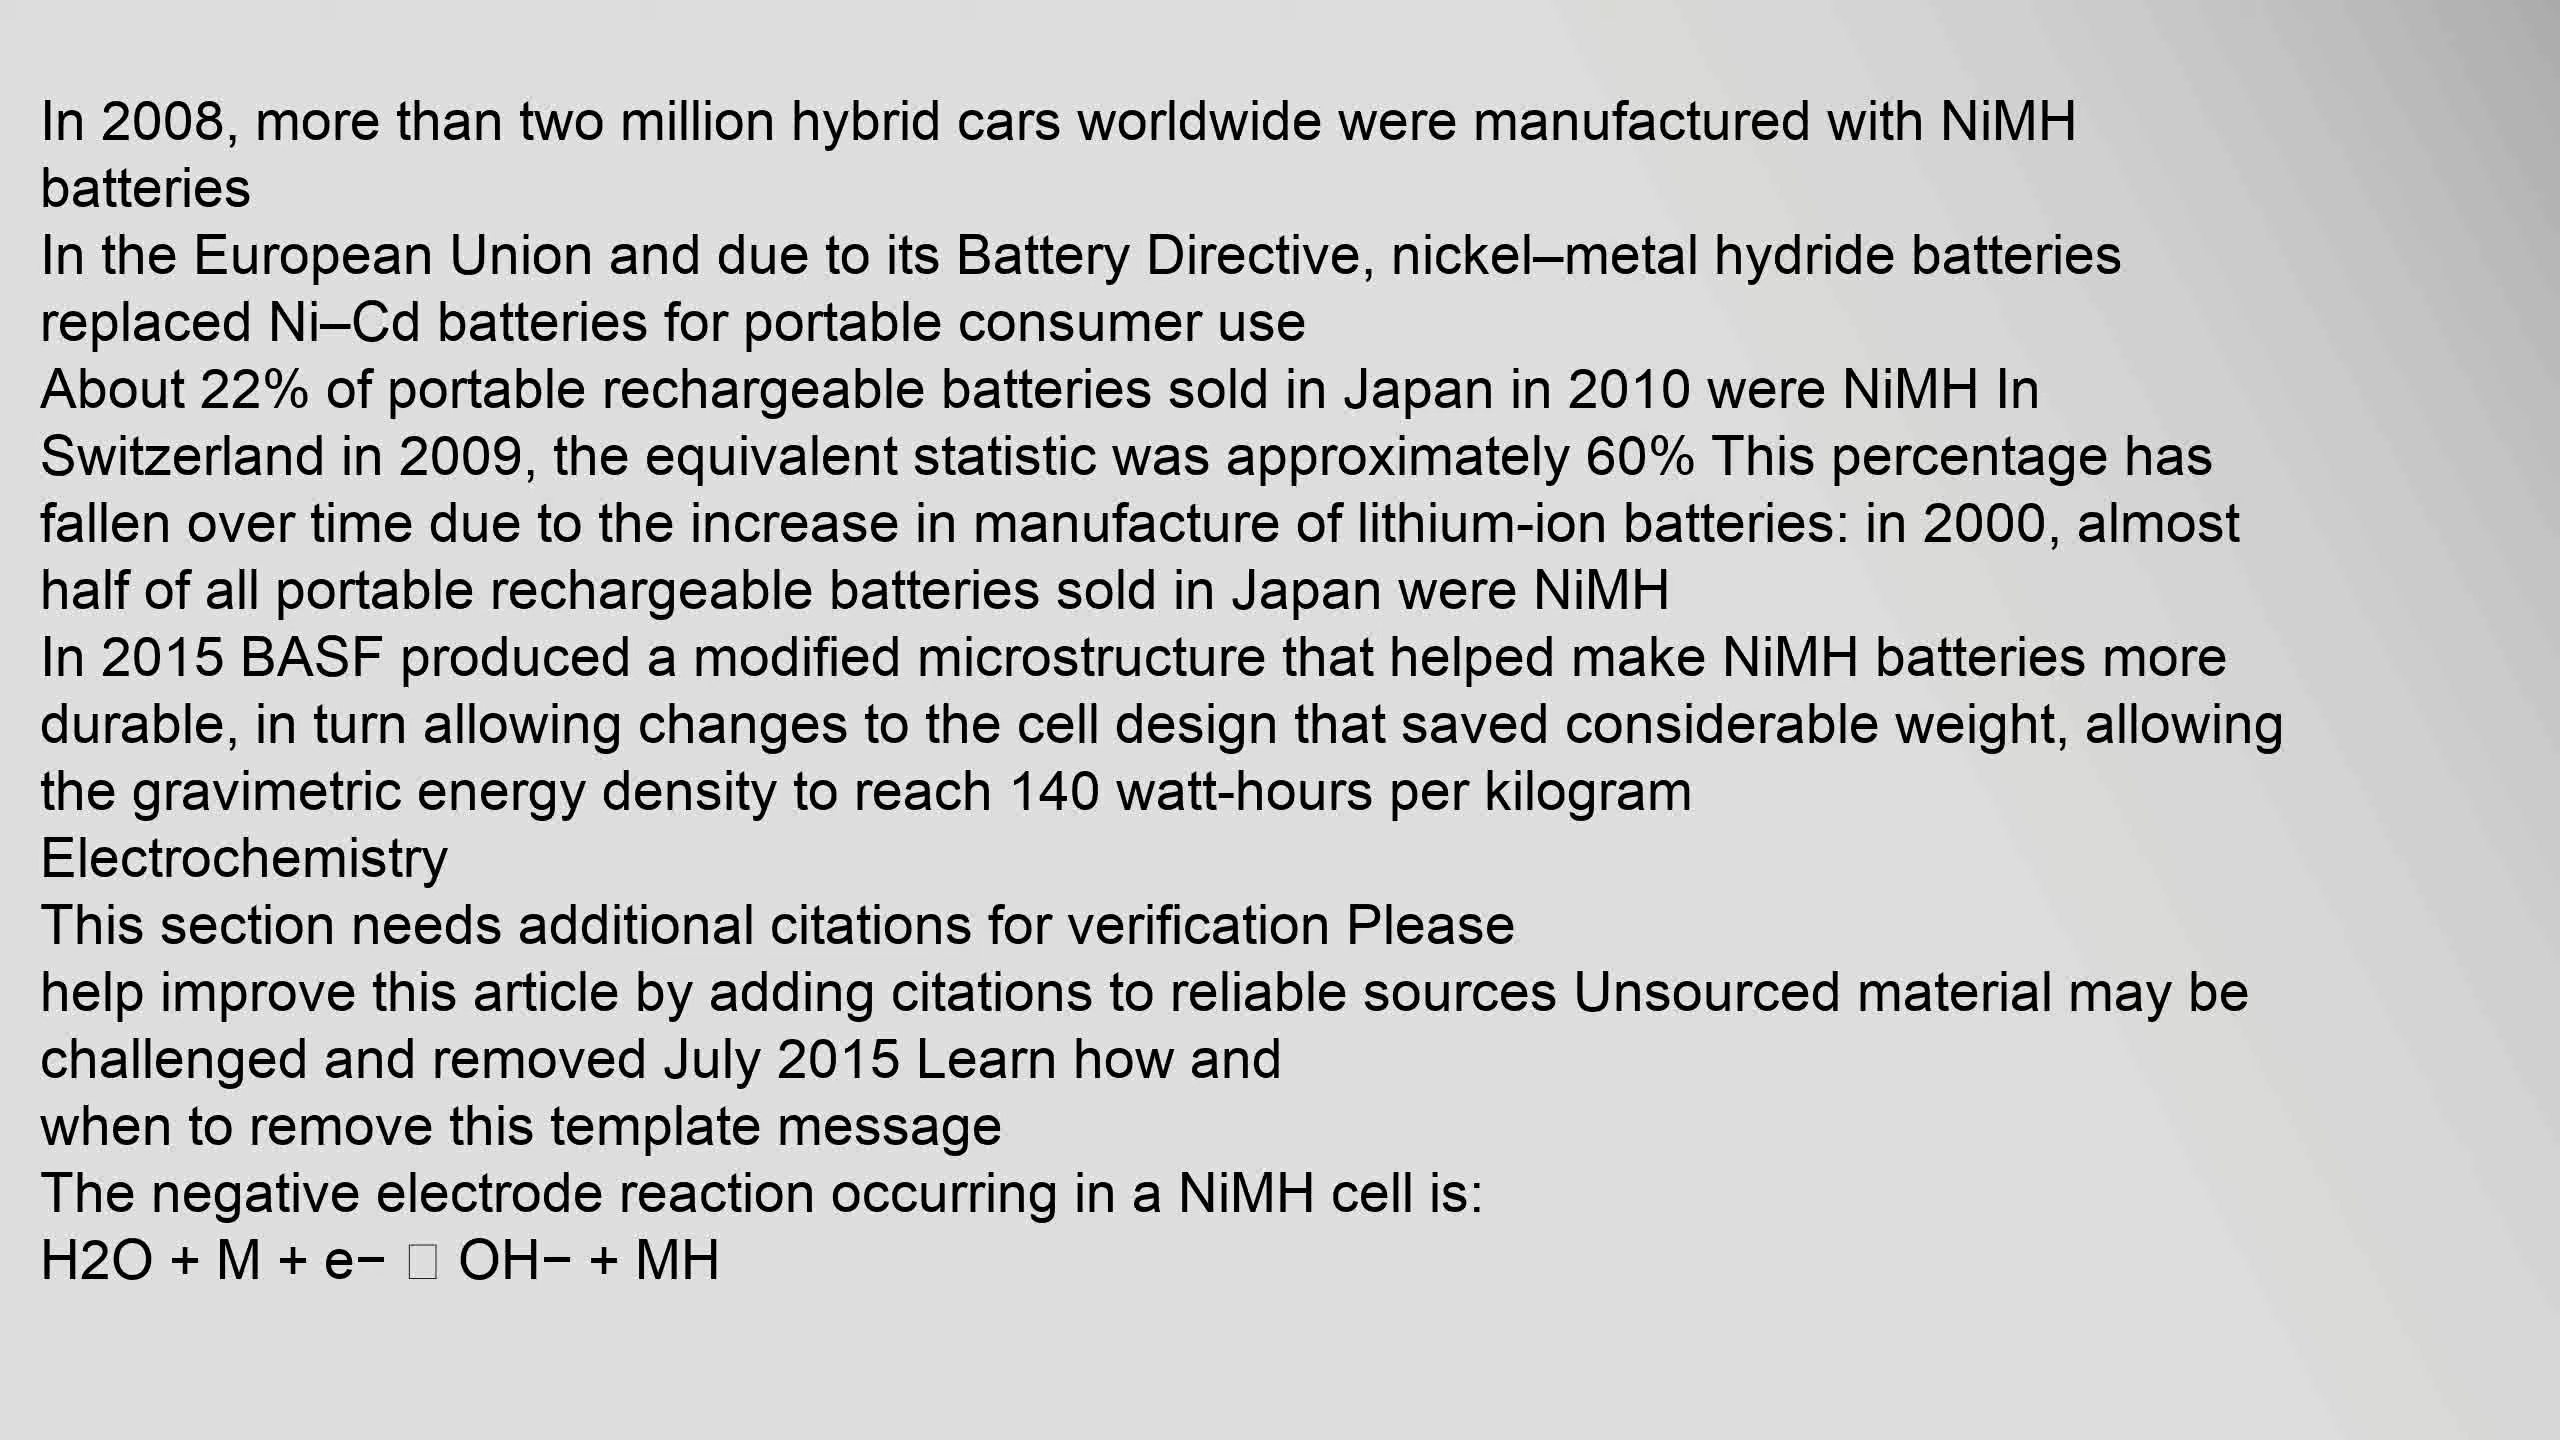 In 2008, more than two million hybrid cars worldwide were manufactured with NiMH
batteries
In the European Union and due to its Battery Directive, nickel–metal hydride batteries
replaced Ni–Cd batteries for portable consumer use
About 22% of portable rechargeable batteries sold in Japan in 2010 were NiMH In
Switzerland in 2009, the equivalent statistic was approximately 60% This percentage has
fallen over time due to the increase in manufacture of lithium-ion batteries: in 2000, almost
half of all portable rechargeable batteries sold in Japan were NiMH
In 2015 BASF produced a modified microstructure that helped make NiMH batteries more
durable, in turn allowing changes to the cell design that saved considerable weight, allowing
the gravimetric energy density to reach 140 watt-hours per kilogram
Electrochemistry
This section needs additional citations for verification Please
help improve this article by adding citations to reliable sources Unsourced material may be
challenged and removed July 2015 Learn how and
when to remove this template message
The negative electrode reaction occurring in a NiMH cell is:
H2O + M + e− □ OH− + MH